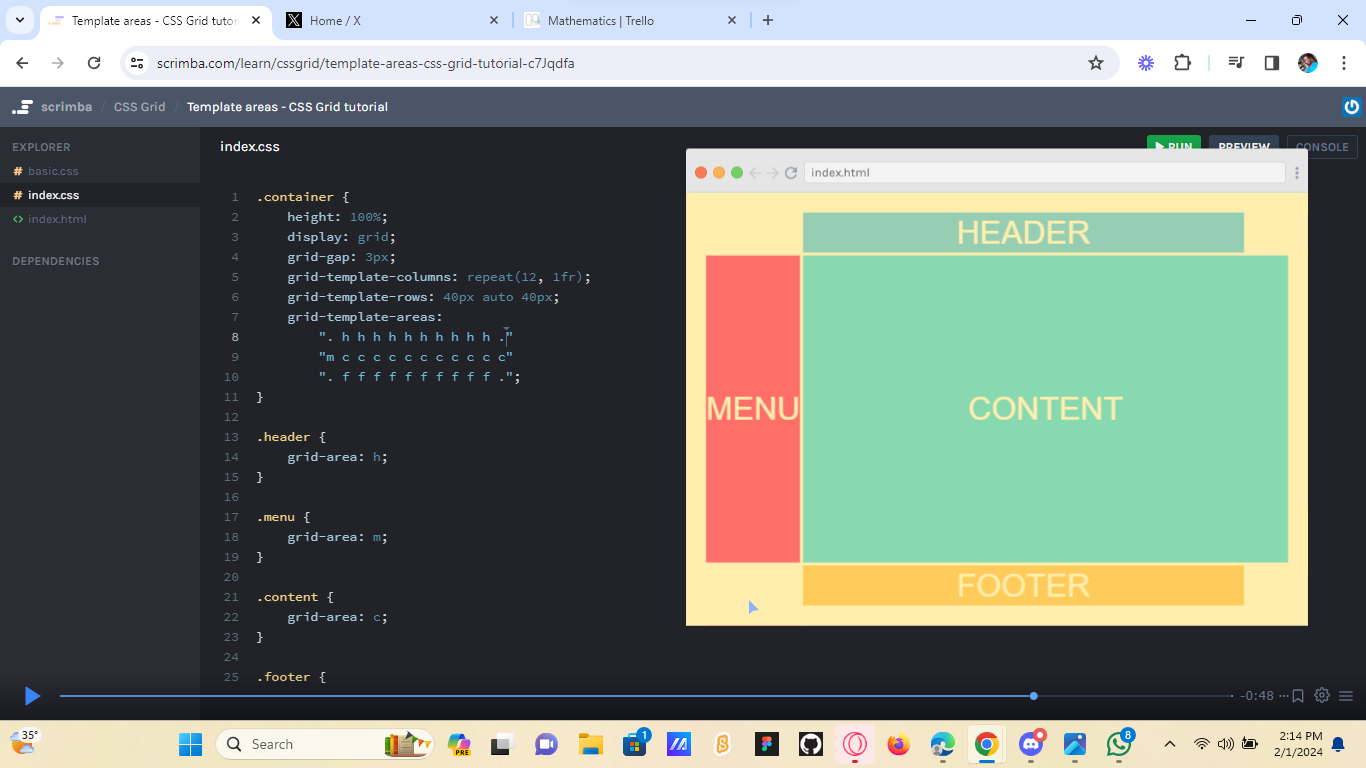 Template areas - CSS Grid tutor
Home / X
Mathematics | Trello
scrimba.com/learn/cssgrid/template-areas-css-grid-tutorial-c7Jqdfa
scrimba / CSS Grid / Template areas - CSS Grid tutorial
EXPLORER
# basic.css
# index.css
<> index.html
DEPENDENCIES
index.css
RUN
PREVIEW
CONSOLE
1 .container {
2 height: 100%;
3 display: grid;
4 grid-gap: 3px;
5 grid-template-columns: repeat(12, 1fr);
6 grid-template-rows: 40px auto 40px;
7 grid-template-areas:
8 ". h h h h h h h h h h ."
9 "m c c c c c c c c c c c"
10 ". f f f f f f f f f f .";
11 }
12
13 .header {
14 grid-area: h;
15 }
16
17 .menu {
18 grid-area: m;
19 }
20
21 .content {
22 grid-area: c;
23 }
24
25 .footer {
index.html
HEADER
MENU
CONTENT
FOOTER
-0:48
35°
Search
PRE
1
8
2:14 PM
2/1/2024